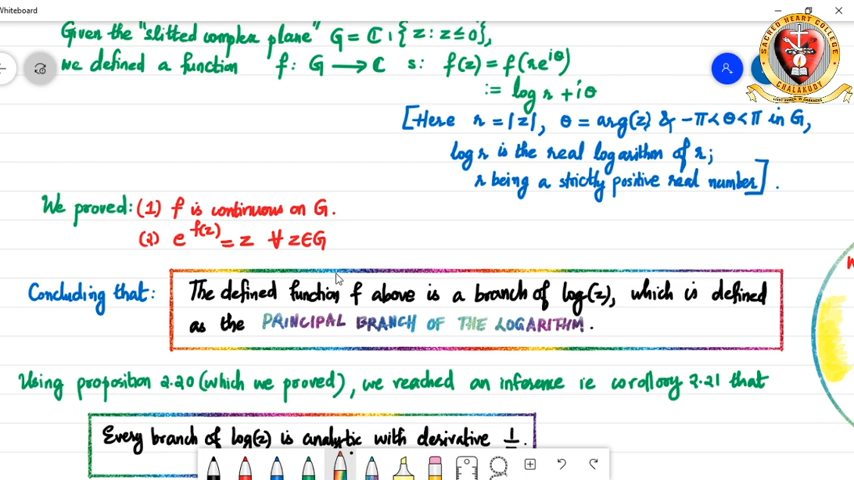 Whiteboard
Given the "slitted complex plane" G = ℂ \ {z : z ≤ 0},
we defined a function f: G ⟶ ℂ s: f(z) = f(re^{iθ})
:= log r + iθ
[Here r = |z|, θ = arg(z) & -π < θ < π in G,
log r is the real logarithm of r;
r being a strictly positive real number].
SACRED HEART COLLEGE
CHALAKUDY
We proved: (1) f is continuous on G.
(2) e^{f(z)} = z ∀ z∈G
Concluding that: The defined function f above is a branch of log(z), which is defined
as the PRINCIPAL BRANCH OF THE LOGARITHM.
Using proposition 2.20 (which we proved), we reached an inference ie corollory 2.21 that
Every branch of log(z) is analytic with derivative 1